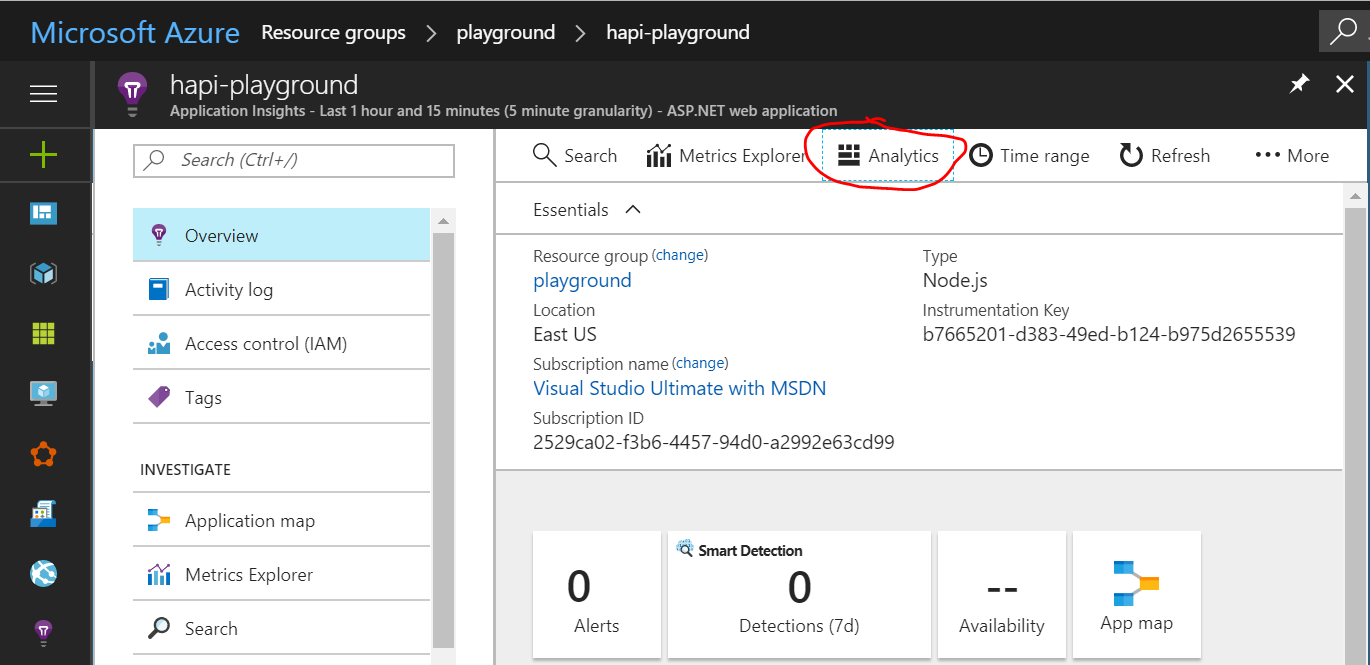 Microsoft Azure Resource groups > playground > hapi-playground
hapi-playground
Application Insights - Last 1 hour and 15 minutes (5 minute granularity) - ASP.NET web application
Search (Ctrl+/)
Overview
Activity log
Access control (IAM)
Tags
INVESTIGATE
Application map
Metrics Explorer
Search
Search Metrics Explorer Analytics Time range Refresh ••• More
Essentials
Resource group (change)
playground
Location
East US
Subscription name (change)
Visual Studio Ultimate with MSDN
Subscription ID
2529ca02-f3b6-4457-94d0-a2992e63cd99
Type
Node.js
Instrumentation Key
b7665201-d383-49ed-b124-b975d2655539
0
Alerts
Smart Detection
0
Detections (7d)
--
Availability
App map